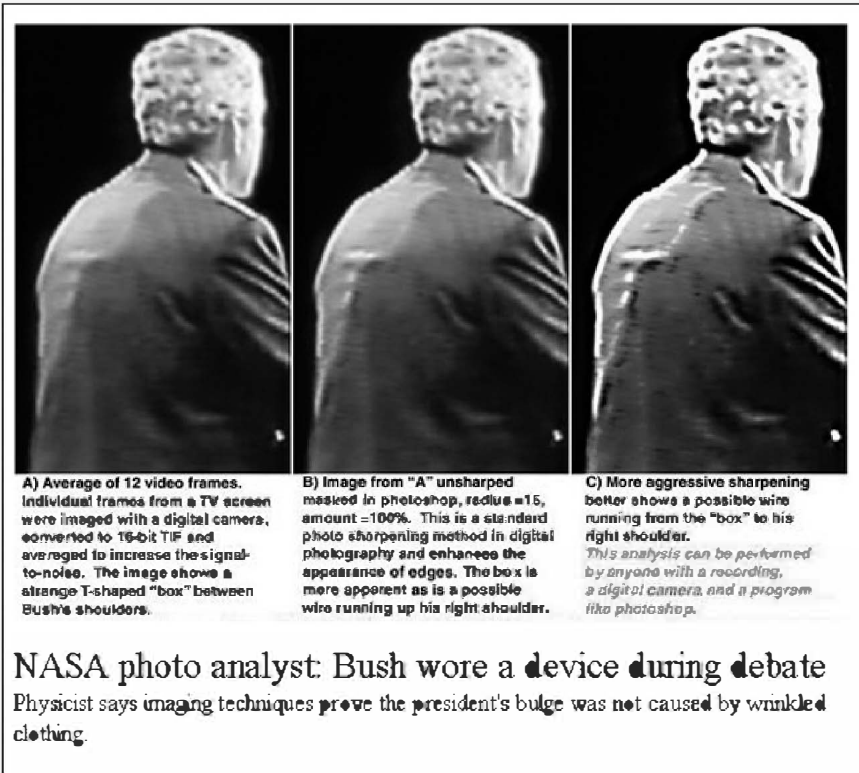 A) Average of 12 video frames.
Individual frames from a TV screen
were imaged with a digital camera,
converted to 16-bit TIF and
averaged to increase the signal-
to-noise. The image shows a
strange T-shaped "box" between
Bush's shoulders.
B) Image from "A" unsharped
masked in photoshop, radius =15,
amount =100%. This is a standard
photo sharpening method in digital
photography and enhances the
appearance of edges. The box is
more apparent as is a possible
wire running up his right shoulder.
C) More aggressive sharpening
better shows a possible wire
running from the "box" to his
right shoulder.
This analysis can be performed
by anyone with a recording,
a digital camera, and a program
like photoshop.
NASA photo analyst: Bush wore a device during debate
Physicist says imaging techniques prove the president's bulge was not caused by wrinkled
clothing.